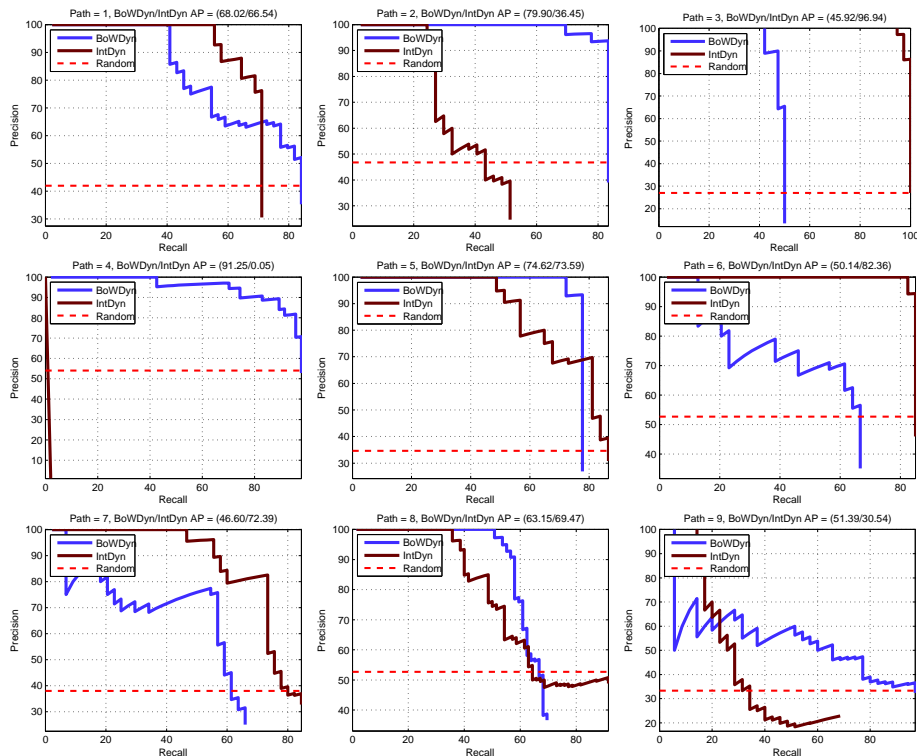 Path = 1, BoWDyn/IntDyn AP = (68.02/66.54)
100
90
80
70
60
50
40
30
Precision
BoWDyn
IntDyn
Random
0 20 40 60 80
Recall
Path = 2, BoWDyn/IntDyn AP = (79.90/36.45)
100
90
80
70
60
50
40
30
Precision
BoWDyn
IntDyn
Random
0 20 40 60 80
Recall
Path = 3, BoWDyn/IntDyn AP = (45.92/96.94)
100
90
80
70
60
50
40
30
20
Precision
BoWDyn
IntDyn
Random
0 20 40 60 80 100
Recall
Path = 4, BoWDyn/IntDyn AP = (91.25/0.05)
100
90
80
70
60
50
40
30
20
10
Precision
BoWDyn
IntDyn
Random
0 20 40 60 80
Recall
Path = 5, BoWDyn/IntDyn AP = (74.62/73.59)
100
90
80
70
60
50
40
30
Precision
BoWDyn
IntDyn
Random
0 20 40 60 80
Recall
Path = 6, BoWDyn/IntDyn AP = (50.14/82.36)
100
90
80
70
60
50
40
Precision
BoWDyn
IntDyn
Random
0 20 40 60 80
Recall
Path = 7, BoWDyn/IntDyn AP = (46.60/72.39)
100
90
80
70
60
50
40
30
Precision
BoWDyn
IntDyn
Random
0 20 40 60 80
Recall
Path = 8, BoWDyn/IntDyn AP = (63.15/69.47)
100
90
80
70
60
50
40
Precision
BoWDyn
IntDyn
Random
0 20 40 60 80
Recall
Path = 9, BoWDyn/IntDyn AP = (51.39/30.54)
100
90
80
70
60
50
40
30
20
Precision
BoWDyn
IntDyn
Random
0 20 40 60 80
Recall